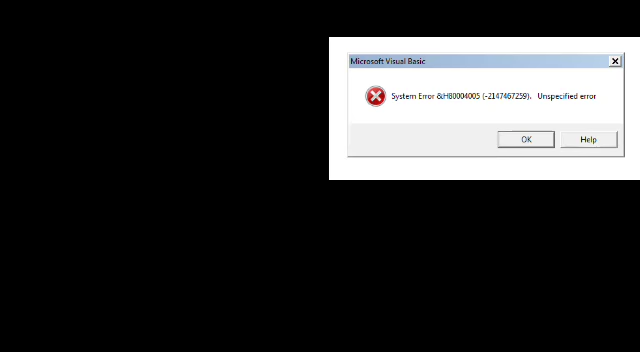 Microsoft Visual Basic
System Error &H80004005 (-2147467259). Unspecified error
OK
Help